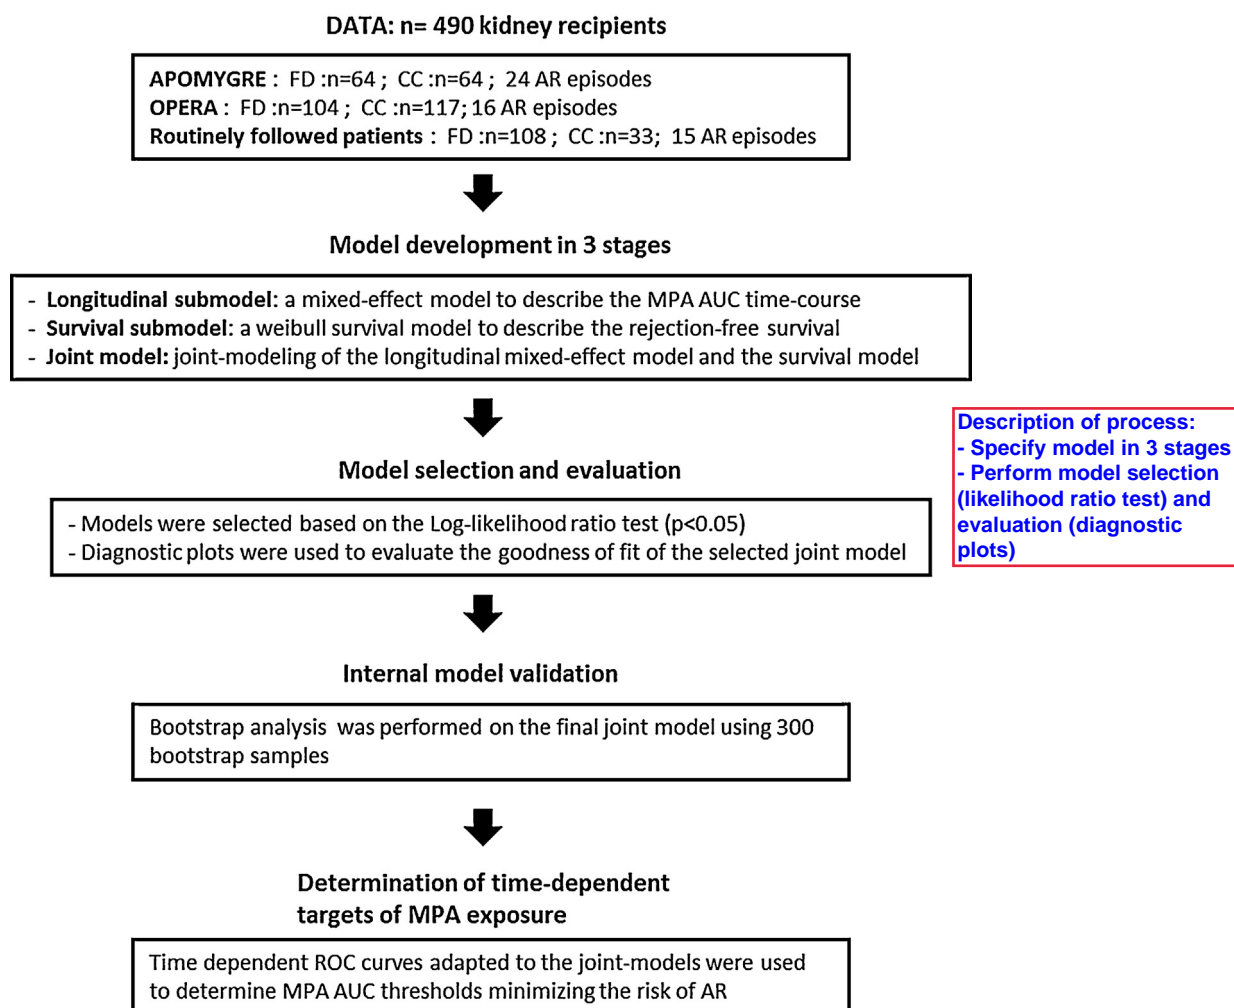 DATA: n= 490 kidney recipients
APOMYGRE : FD :n=64 ; CC :n=64 ; 24 AR episodes
OPERA : FD :n=104 ; CC :n=117; 16 AR episodes
Routinely followed patients : FD :n=108 ; CC :n=33; 15 AR episodes
Model development in 3 stages
- Longitudinal submodel: a mixed-effect model to describe the MPA AUC time-course
- Survival submodel: a weibull survival model to describe the rejection-free survival
- Joint model: joint-modeling of the longitudinal mixed-effect model and the survival model
Description of process:
- Specify model in 3 stages
- Perform model selection
(likelihood ratio test) and
evaluation (diagnostic
plots)
Model selection and evaluation
- Models were selected based on the Log-likelihood ratio test (p<0.05)
- Diagnostic plots were used to evaluate the goodness of fit of the selected joint model
Internal model validation
Bootstrap analysis was performed on the final joint model using 300
bootstrap samples
Determination of time-dependent
targets of MPA exposure
Time dependent ROC curves adapted to the joint-models were used
to determine MPA AUC thresholds minimizing the risk of AR